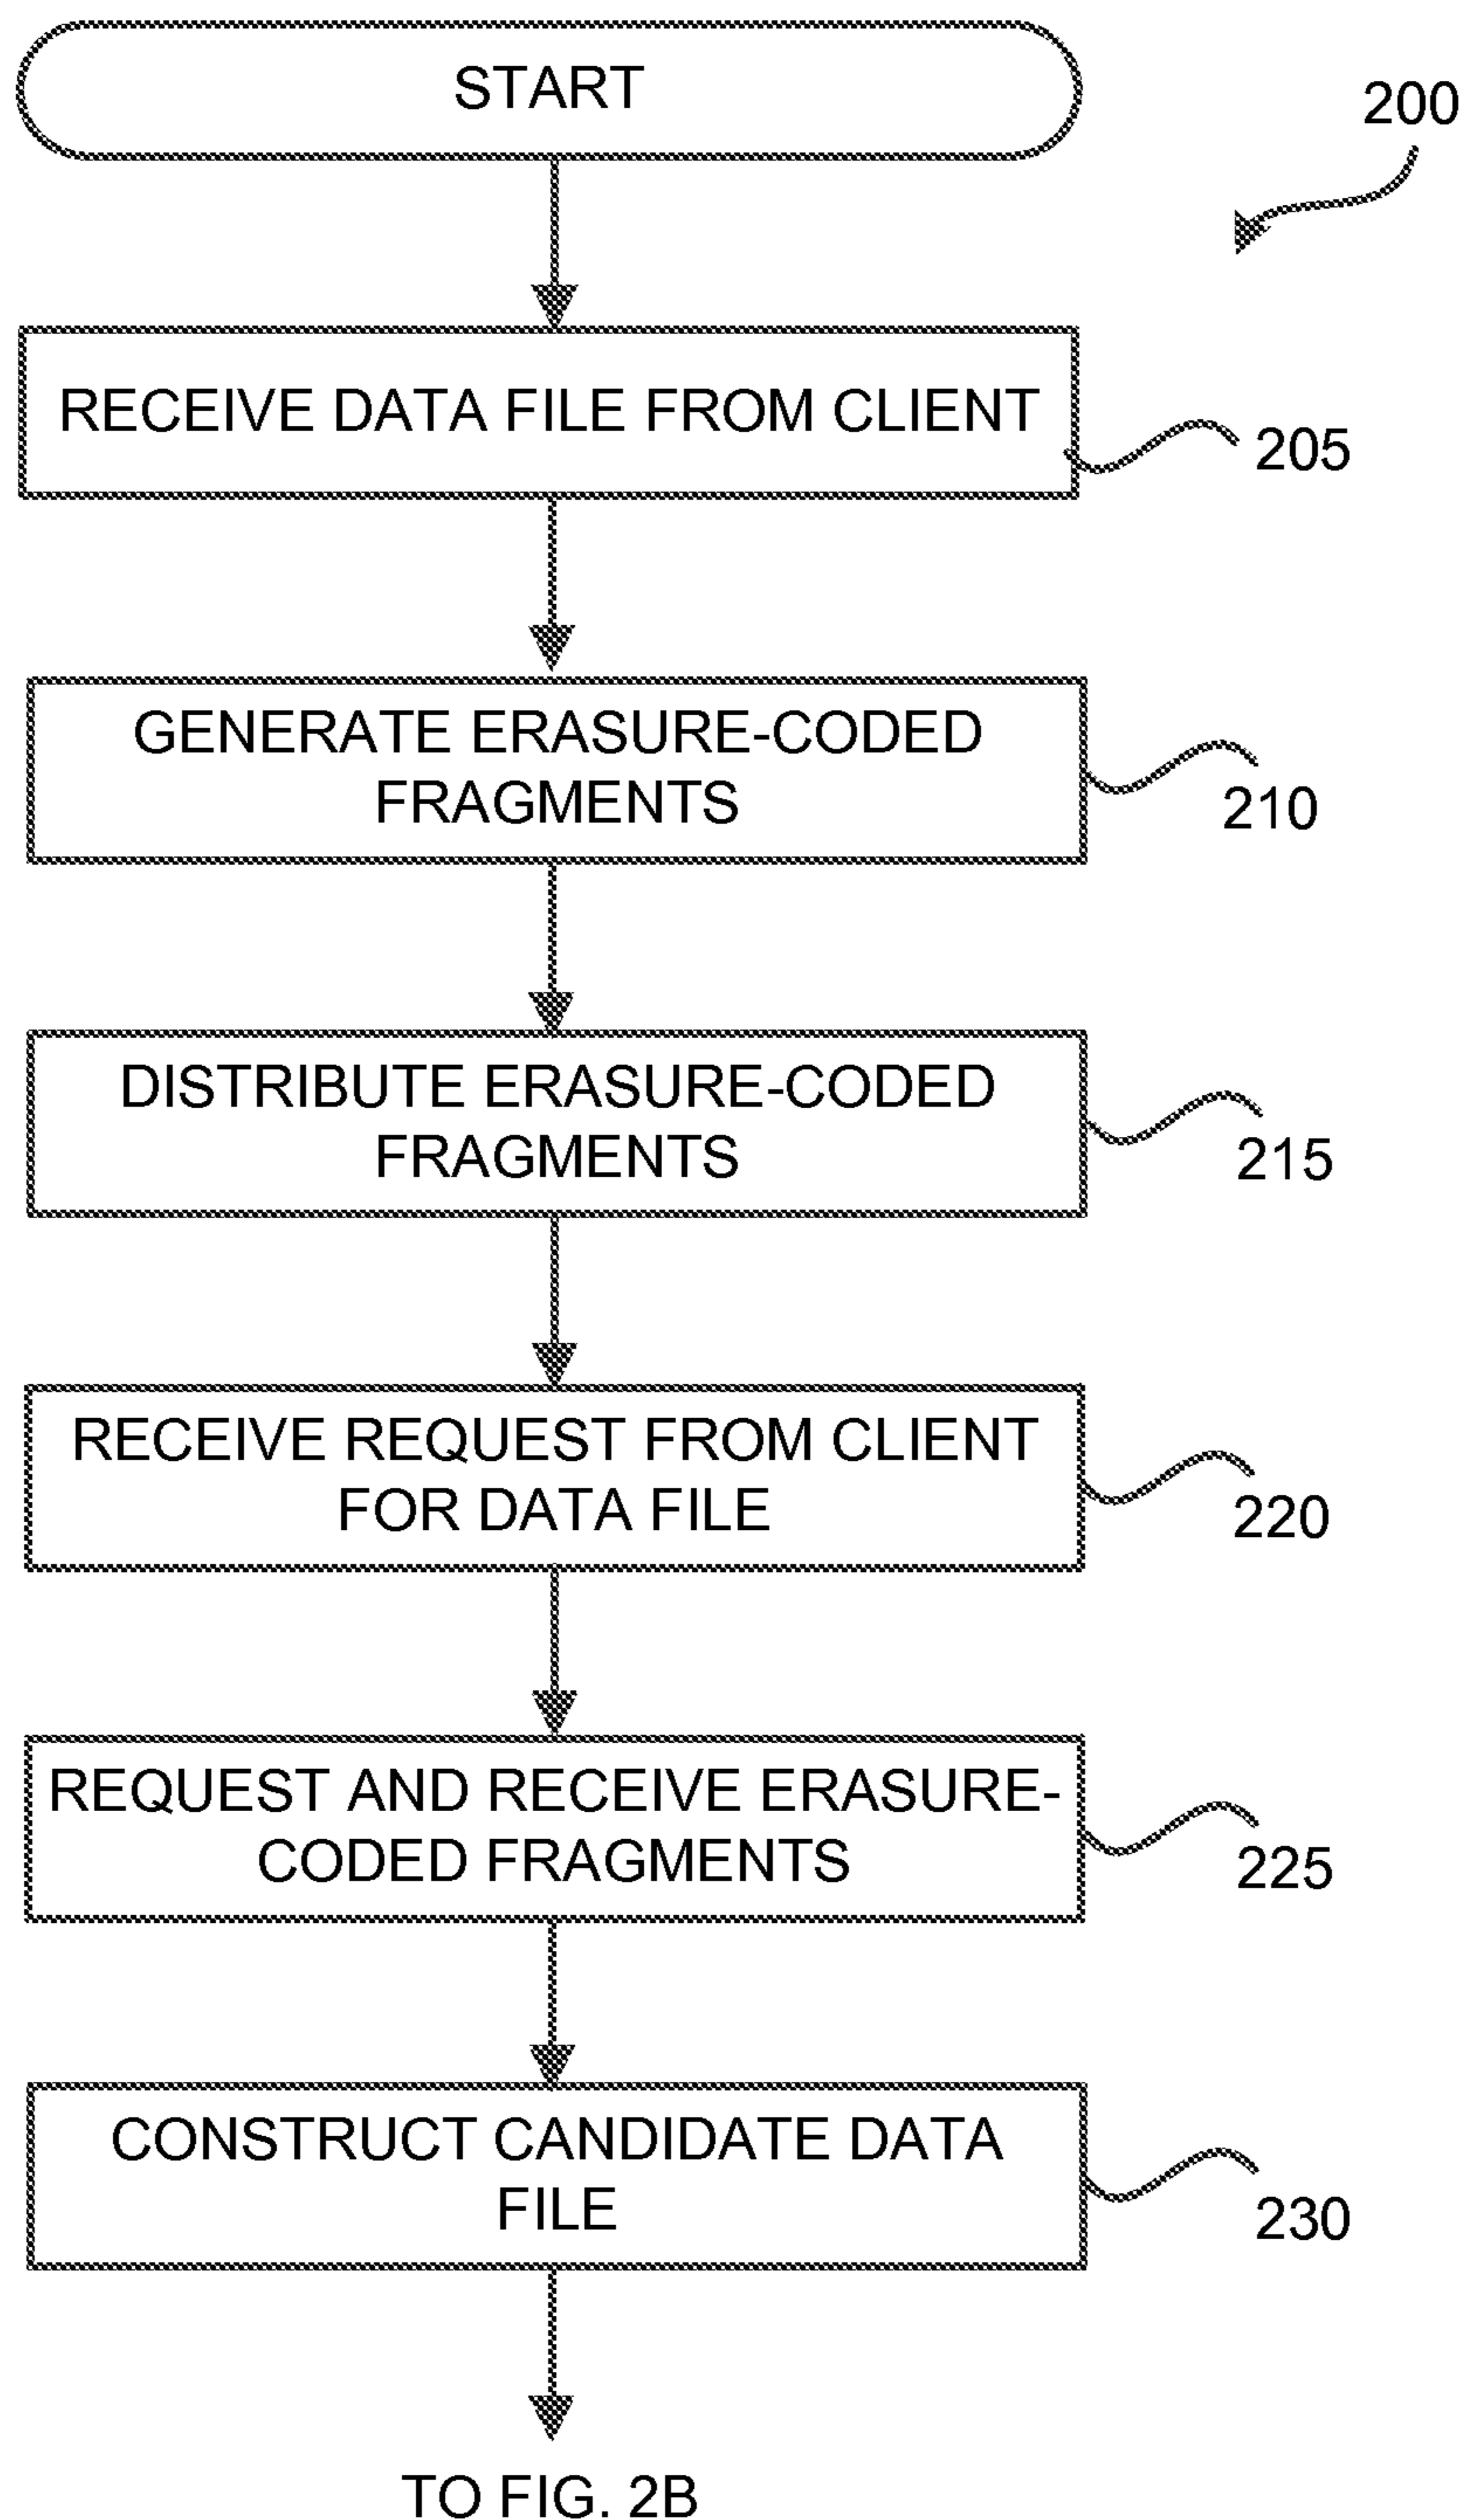 START
200
RECEIVE DATA FILE FROM CLIENT
205
GENERATE ERASURE-CODED
FRAGMENTS
210
DISTRIBUTE ERASURE-CODED
FRAGMENTS
215
RECEIVE REQUEST FROM CLIENT
FOR DATA FILE
220
REQUEST AND RECEIVE ERASURE-
CODED FRAGMENTS
225
CONSTRUCT CANDIDATE DATA
FILE
230
TO FIG. 2B